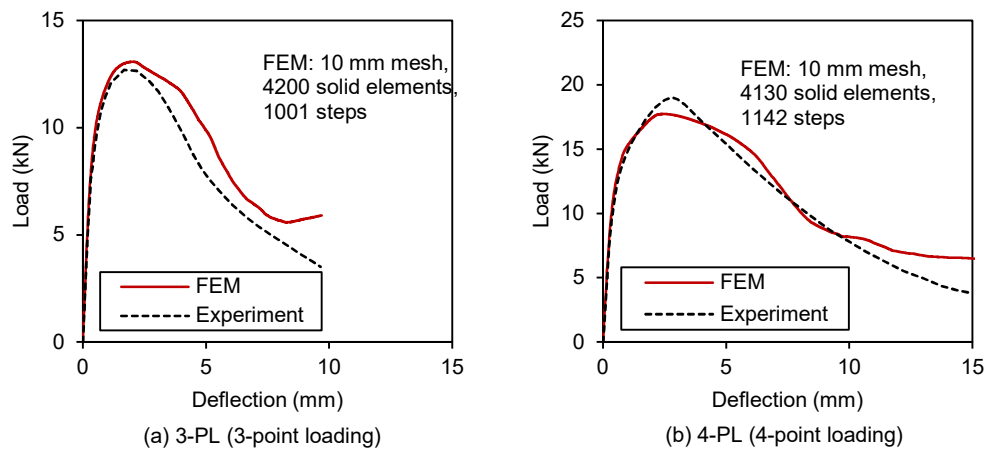 15
10
5
0
Load (kN)
FEM: 10 mm mesh,
4200 solid elements,
1001 steps
FEM
Experiment
0 5 10 15
Deflection (mm)
(a) 3-PL (3-point loading)
25
20
15
10
5
0
Load (kN)
FEM: 10 mm mesh,
4130 solid elements,
1142 steps
FEM
Experiment
0 5 10 15
Deflection (mm)
(b) 4-PL (4-point loading)